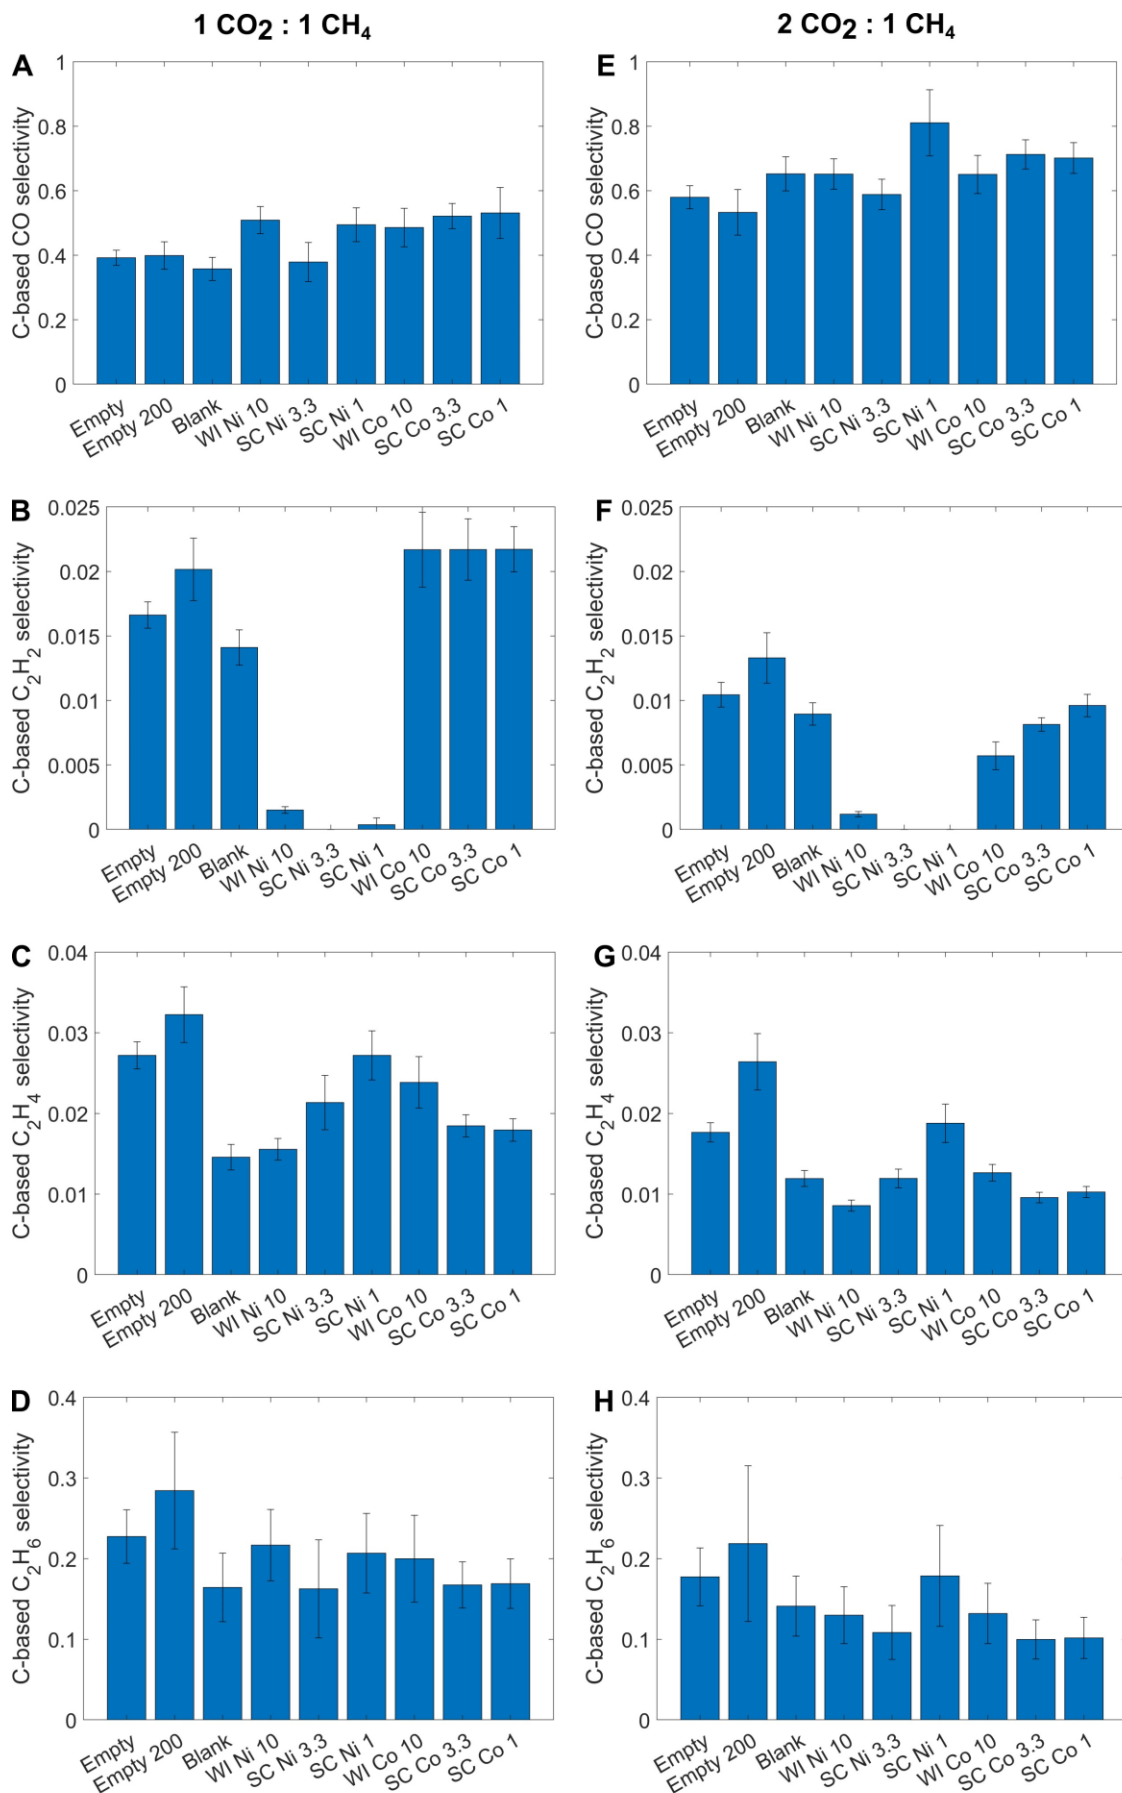 1 CO₂ : 1 CH₄
2 CO₂ : 1 CH₄
A
C-based CO selectivity
1
0.8
0.6
0.4
0.2
0
Empty
Empty 200
Blank
WI Ni 10
SC Ni 3.3
SC Ni 1
WI Co 10
SC Co 3.3
SC Co 1
E
C-based CO selectivity
1
0.8
0.6
0.4
0.2
0
Empty
Empty 200
Blank
WI Ni 10
SC Ni 3.3
SC Ni 1
WI Co 10
SC Co 3.3
SC Co 1
B
C-based C₂H₂ selectivity
0.025
0.02
0.015
0.01
0.005
0
Empty
Empty 200
Blank
WI Ni 10
SC Ni 3.3
SC Ni 1
WI Co 10
SC Co 3.3
SC Co 1
F
C-based C₂H₂ selectivity
0.025
0.02
0.015
0.01
0.005
0
Empty
Empty 200
Blank
WI Ni 10
SC Ni 3.3
SC Ni 1
WI Co 10
SC Co 3.3
SC Co 1
C
C-based C₂H₄ selectivity
0.04
0.03
0.02
0.01
0
Empty
Empty 200
Blank
WI Ni 10
SC Ni 3.3
SC Ni 1
WI Co 10
SC Co 3.3
SC Co 1
G
C-based C₂H₄ selectivity
0.04
0.03
0.02
0.01
0
Empty
Empty 200
Blank
WI Ni 10
SC Ni 3.3
SC Ni 1
WI Co 10
SC Co 3.3
SC Co 1
D
C-based C₂H₆ selectivity
0.4
0.3
0.2
0.1
0
Empty
Empty 200
Blank
WI Ni 10
SC Ni 3.3
SC Ni 1
WI Co 10
SC Co 3.3
SC Co 1
H
C-based C₂H₆ selectivity
0.4
0.3
0.2
0.1
0
Empty
Empty 200
Blank
WI Ni 10
SC Ni 3.3
SC Ni 1
WI Co 10
SC Co 3.3
SC Co 1